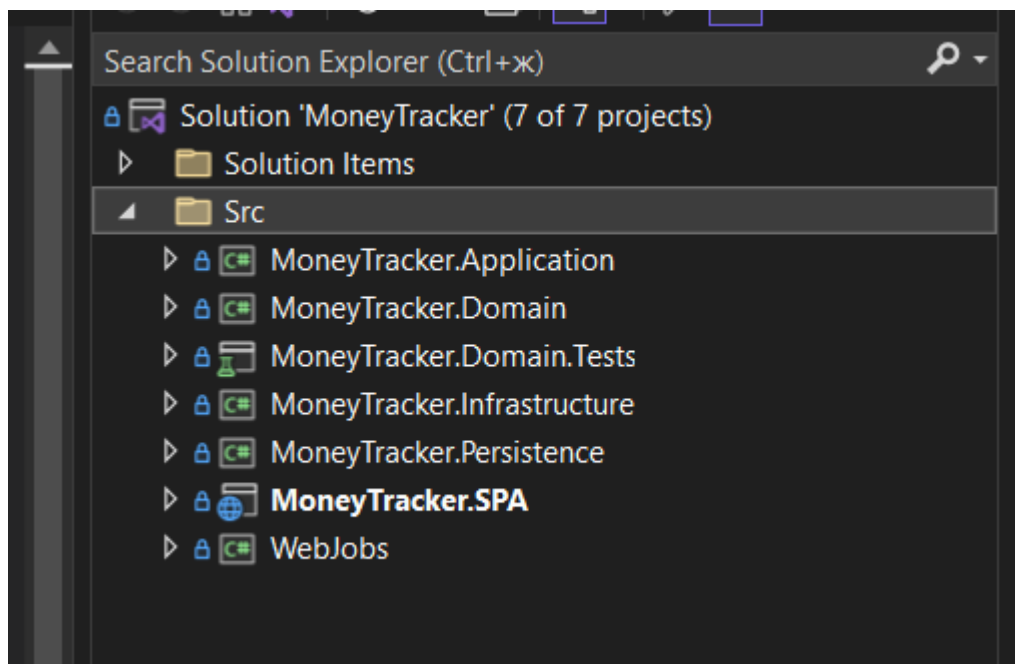 Search Solution Explorer (Ctrl+ж)
Solution 'MoneyTracker' (7 of 7 projects)
Solution Items
Src
C# MoneyTracker.Application
C# MoneyTracker.Domain
MoneyTracker.Domain.Tests
C# MoneyTracker.Infrastructure
C# MoneyTracker.Persistence
MoneyTracker.SPA
C# WebJobs